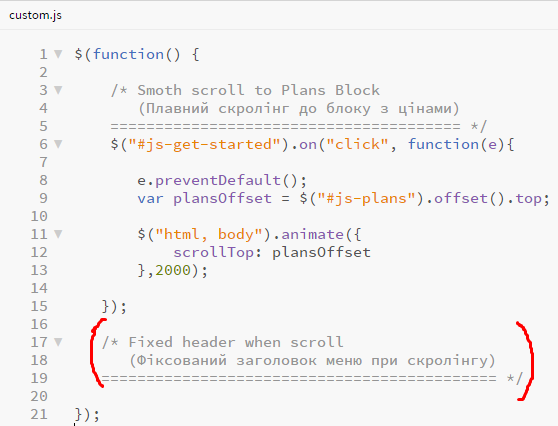 custom.js
1 $(function() {
2
3 /* Smoth scroll to Plans Block
4 (Плавний скролінг до блоку з цінами)
5 ======================================= */
6 $("#js-get-started").on("click", function(e){
7
8 e.preventDefault();
9 var plansOffset = $("#js-plans").offset().top;
10
11 $("html, body").animate({
12 scrollTop: plansOffset
13 },2000);
14
15 });
16
17 /* Fixed header when scroll
18 (Фіксований заголовок меню при скролінгу)
19 ============================================ */
20
21 });